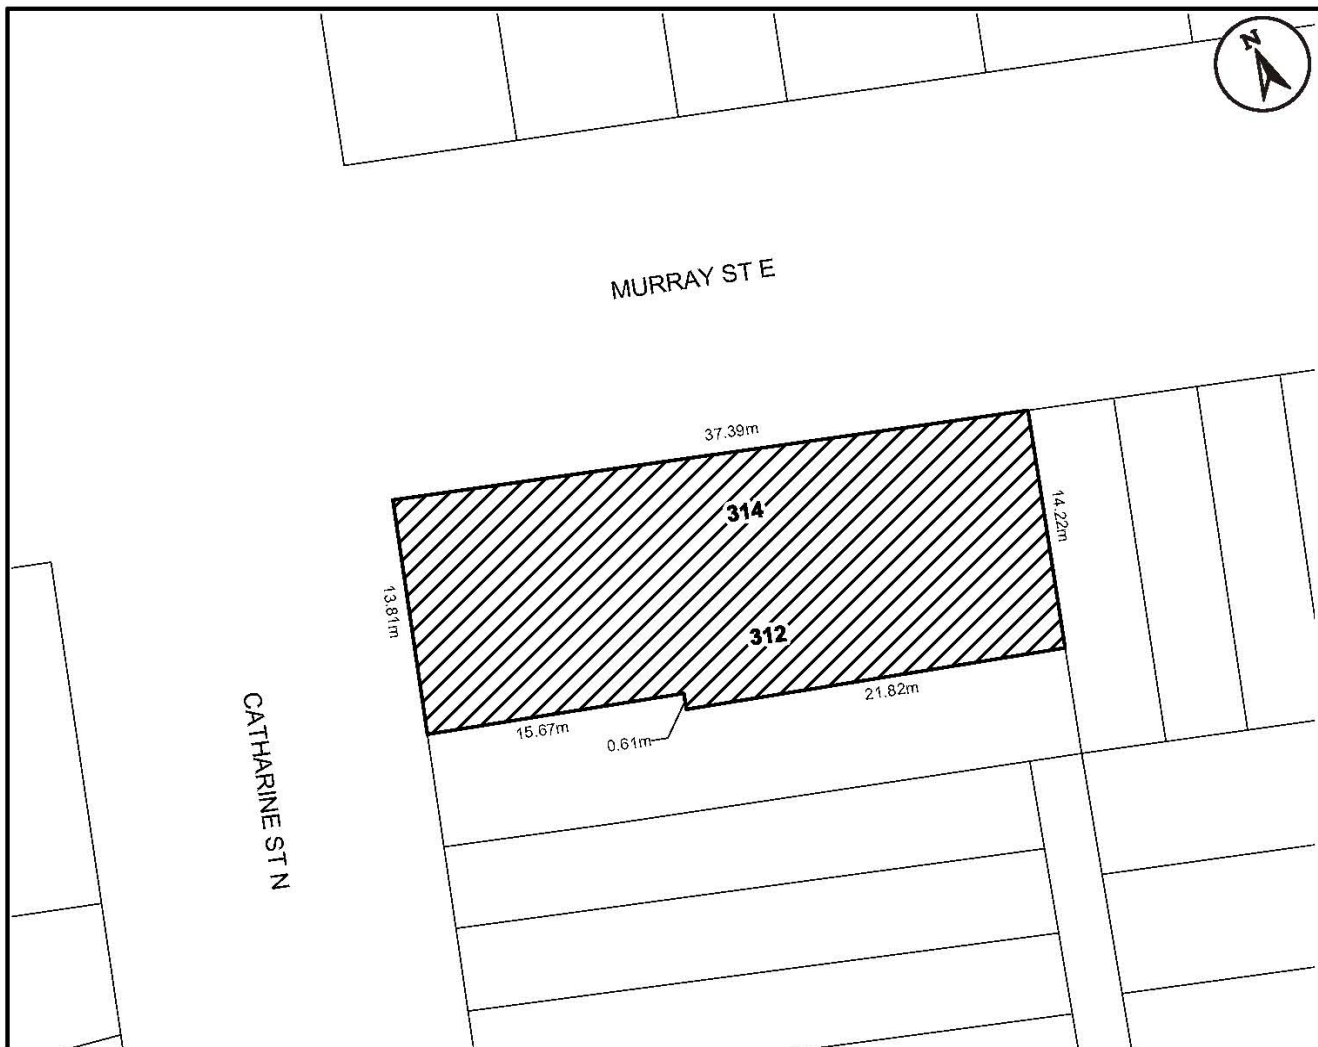 N
MURRAY ST E
37.39m
314
14.22m
13.81m
312
21.82m
15.67m
0.61m
CATHARINE ST N